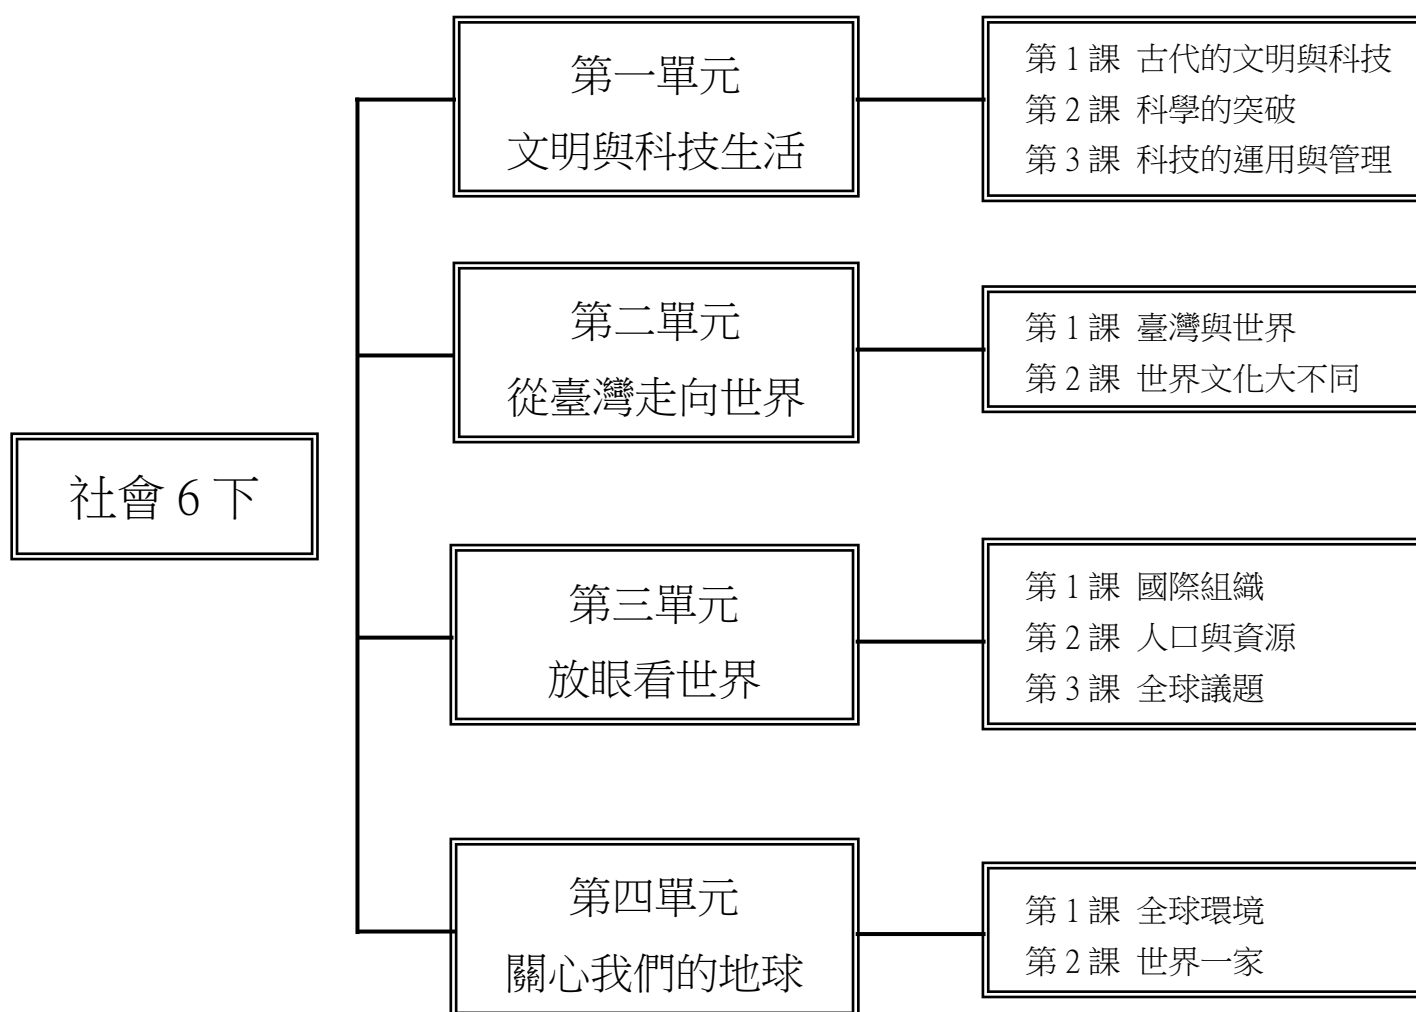 社會 6 下
第一單元
文明與科技生活
第 1 課 古代的文明與科技
第 2 課 科學的突破
第 3 課 科技的運用與管理
第二單元
從臺灣走向世界
第 1 課 臺灣與世界
第 2 課 世界文化大不同
第三單元
放眼看世界
第 1 課 國際組織
第 2 課 人口與資源
第 3 課 全球議題
第四單元
關心我們的地球
第 1 課 全球環境
第 2 課 世界一家